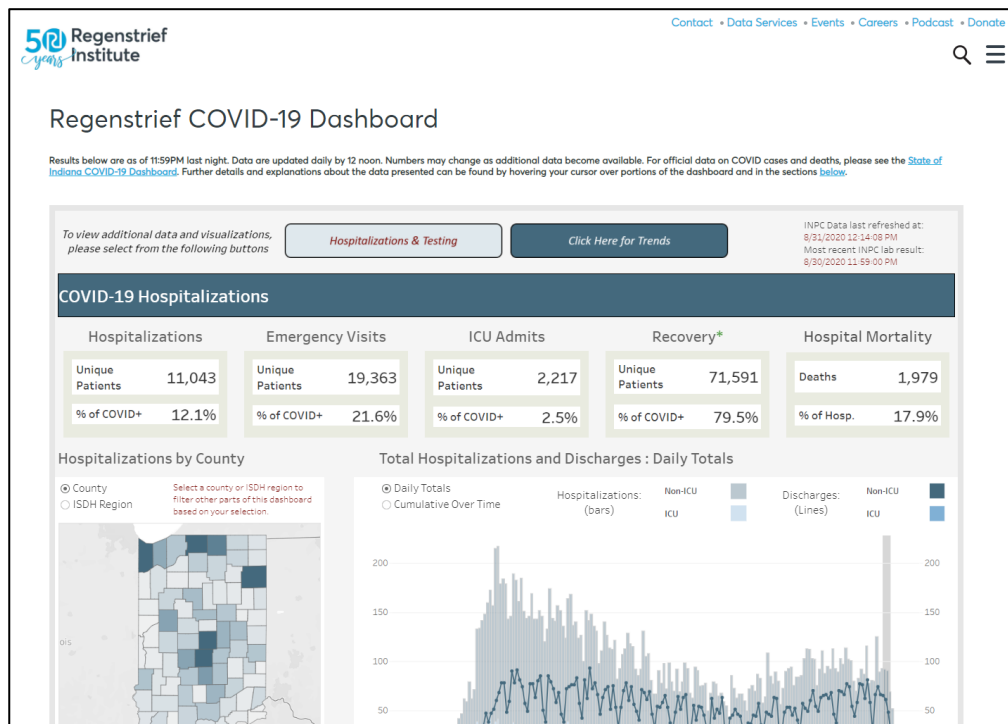 Contact • Data Services • Events • Careers • Podcast • Donate
50 years
Regenstrief
Institute
Regenstrief COVID-19 Dashboard
Results below are as of 11:59PM last night. Data are updated daily by 12 noon. Numbers may change as additional data become available. For official data on COVID cases and deaths, please see the State of
Indiana COVID-19 Dashboard. Further details and explanations about the data presented can be found by hovering your cursor over portions of the dashboard and in the sections below.
To view additional data and visualizations,
please select from the following buttons
Hospitalizations & Testing
Click Here for Trends
INPC Data last refreshed at:
8/31/2020 12:14:08 PM
Most recent INPC lab result:
8/30/2020 11:59:00 PM
COVID-19 Hospitalizations
Hospitalizations
Unique
Patients
11,043
% of COVID+ 12.1%
Emergency Visits
Unique
Patients
19,363
% of COVID+ 21.6%
ICU Admits
Unique
Patients
2,217
% of COVID+ 2.5%
Recovery*
Unique
Patients
71,591
% of COVID+ 79.5%
Hospital Mortality
Deaths 1,979
% of Hosp. 17.9%
Hospitalizations by County
County
ISDH Region
Select a county or ISDH region to
filter other parts of this dashboard
based on your selection.
Total Hospitalizations and Discharges : Daily Totals
Daily Totals
Cumulative Over Time
Hospitalizations:
(bars)
Non-ICU
ICU
Discharges:
(Lines)
Non-ICU
ICU
200 200
150 150
100 100
50 50